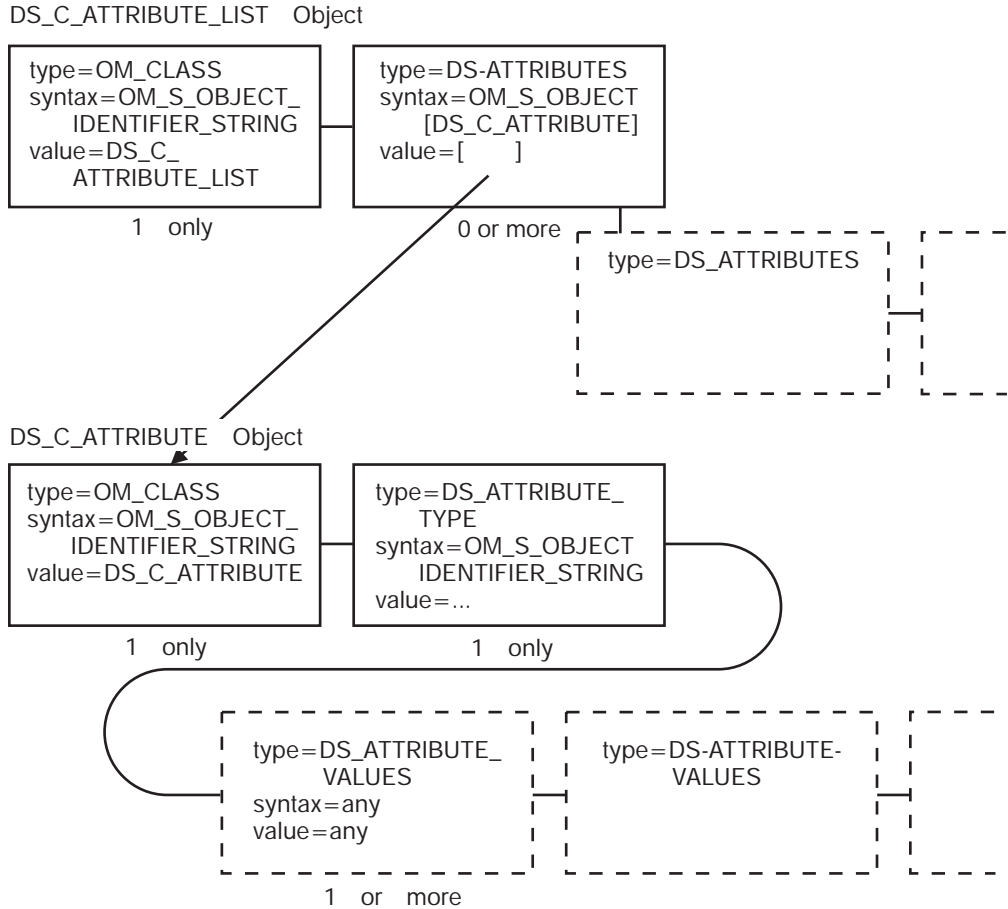 DS_C_ATTRIBUTE_LIST Object
type=OM_CLASS
syntax=OM_S_OBJECT_
IDENTIFIER_STRING
value=DS_C_
ATTRIBUTE_LIST
1 only
type=DS-ATTRIBUTES
syntax=OM_S_OBJECT
[DS_C_ATTRIBUTE]
value=[ ]
0 or more
type=DS_ATTRIBUTES
DS_C_ATTRIBUTE Object
type=OM_CLASS
syntax=OM_S_OBJECT_
IDENTIFIER_STRING
value=DS_C_ATTRIBUTE
1 only
type=DS_ATTRIBUTE_
TYPE
syntax=OM_S_OBJECT
IDENTIFIER_STRING
value=...
1 only
type=DS_ATTRIBUTE_
VALUES
syntax=any
value=any
1 or more
type=DS-ATTRIBUTE-
VALUES